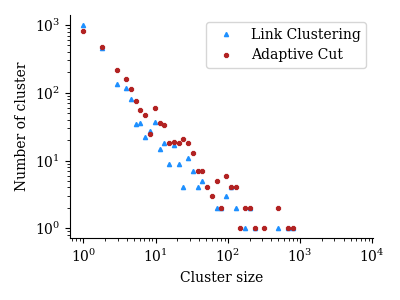 Link Clustering
Adaptive Cut
Number of cluster
10³
10²
10¹
10⁰
10⁰ 10¹ 10² 10³ 10⁴
Cluster size